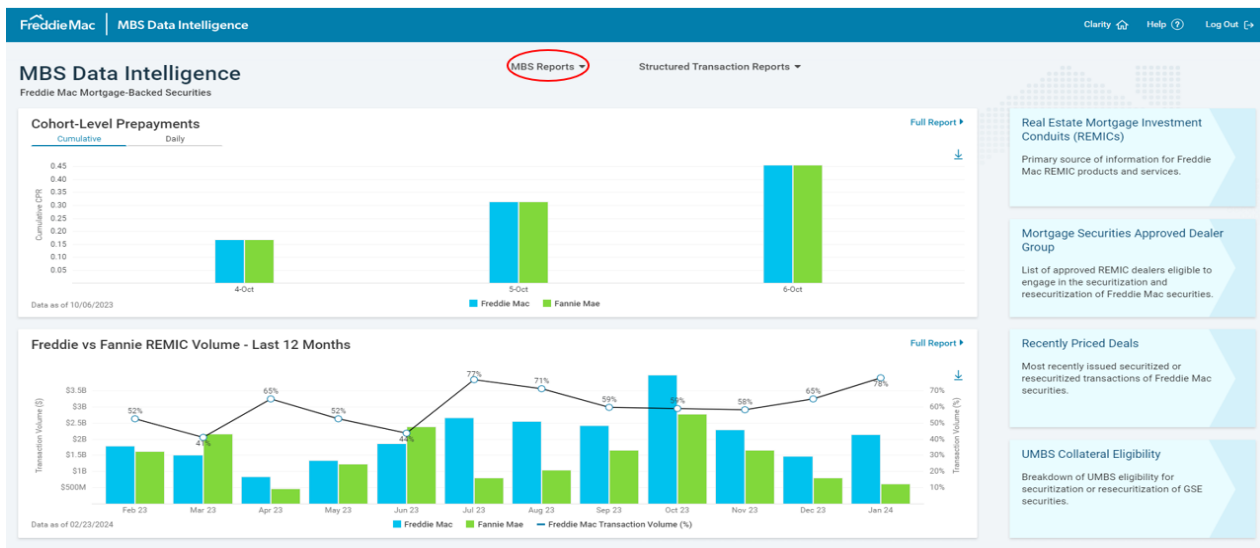 FreddieMac MBS Data Intelligence
Clarity Help ? Log Out
MBS Data Intelligence
Freddie Mac Mortgage-Backed Securities
MBS Reports
Structured Transaction Reports
Cohort-Level Prepayments
Full Report
Cumulative Daily
Cumulative CPR
0.45
0.40
0.35
0.30
0.25
0.20
0.15
0.10
0.05
4-Oct 5-Oct 6-Oct
Freddie Mac Fannie Mae
Data as of 10/06/2023
Freddie vs Fannie REMIC Volume - Last 12 Months
Full Report
Transaction Volume ($)
$3.5B
$3B
$2.5B
$2B
$1.5B
$1B
$500M
52% 41% 65% 52% 44% 77% 71% 59% 59% 58% 65% 78%
70%
60%
50%
40%
30%
20%
10%
Transaction Volume (%)
Feb 23 Mar 23 Apr 23 May 23 Jun 23 Jul 23 Aug 23 Sep 23 Oct 23 Nov 23 Dec 23 Jan 24
Freddie Mac Fannie Mae Freddie Mac Transaction Volume (%)
Data as of 02/23/2024
Real Estate Mortgage Investment
Conduits (REMICs)
Primary source of information for Freddie
Mac REMIC products and services.
Mortgage Securities Approved Dealer
Group
List of approved REMIC dealers eligible to
engage in the securitization and
resecuritization of Freddie Mac securities.
Recently Priced Deals
Most recently issued securitized or
resecuritized transactions of Freddie Mac
securities.
UMBS Collateral Eligibility
Breakdown of UMBS eligibility for
securitization or resecuritization of GSE
securities.